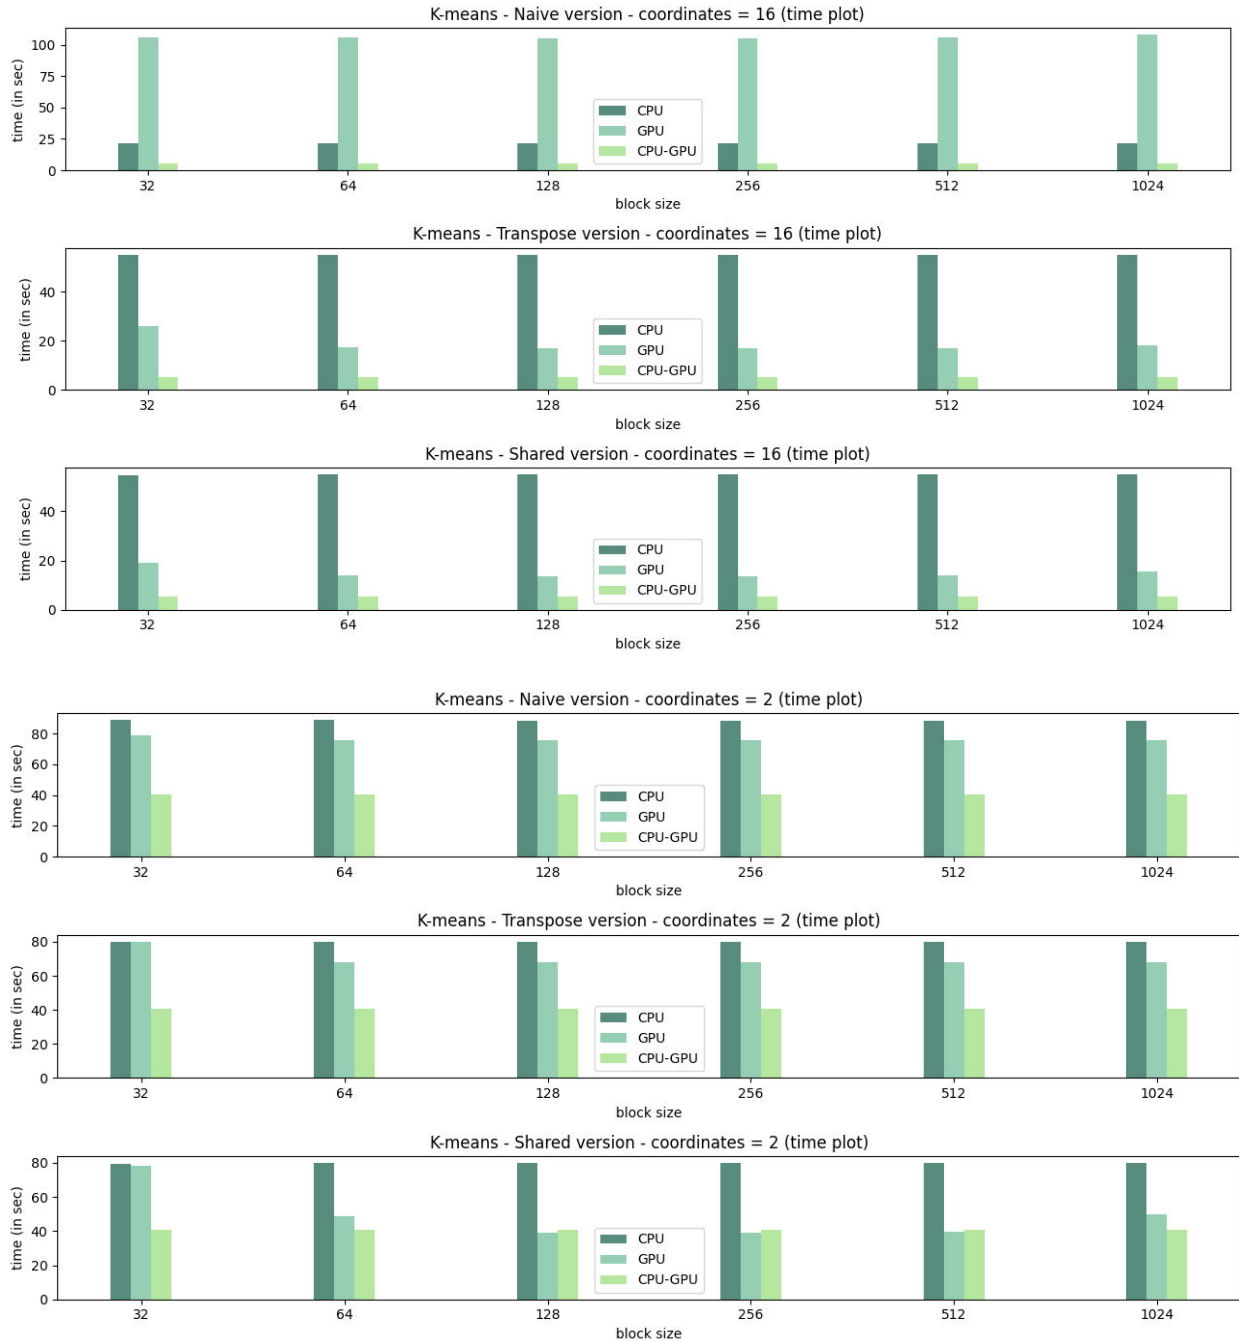 K-means - Naive version - coordinates = 16 (time plot)
time (in sec)
100
75
50
25
0
CPU
GPU
CPU-GPU
32 64 128 256 512 1024
block size
K-means - Transpose version - coordinates = 16 (time plot)
time (in sec)
40
20
0
CPU
GPU
CPU-GPU
32 64 128 256 512 1024
block size
K-means - Shared version - coordinates = 16 (time plot)
time (in sec)
40
20
0
CPU
GPU
CPU-GPU
32 64 128 256 512 1024
block size
K-means - Naive version - coordinates = 2 (time plot)
time (in sec)
80
60
40
20
0
CPU
GPU
CPU-GPU
32 64 128 256 512 1024
block size
K-means - Transpose version - coordinates = 2 (time plot)
time (in sec)
80
60
40
20
0
CPU
GPU
CPU-GPU
32 64 128 256 512 1024
block size
K-means - Shared version - coordinates = 2 (time plot)
time (in sec)
80
60
40
20
0
CPU
GPU
CPU-GPU
32 64 128 256 512 1024
block size